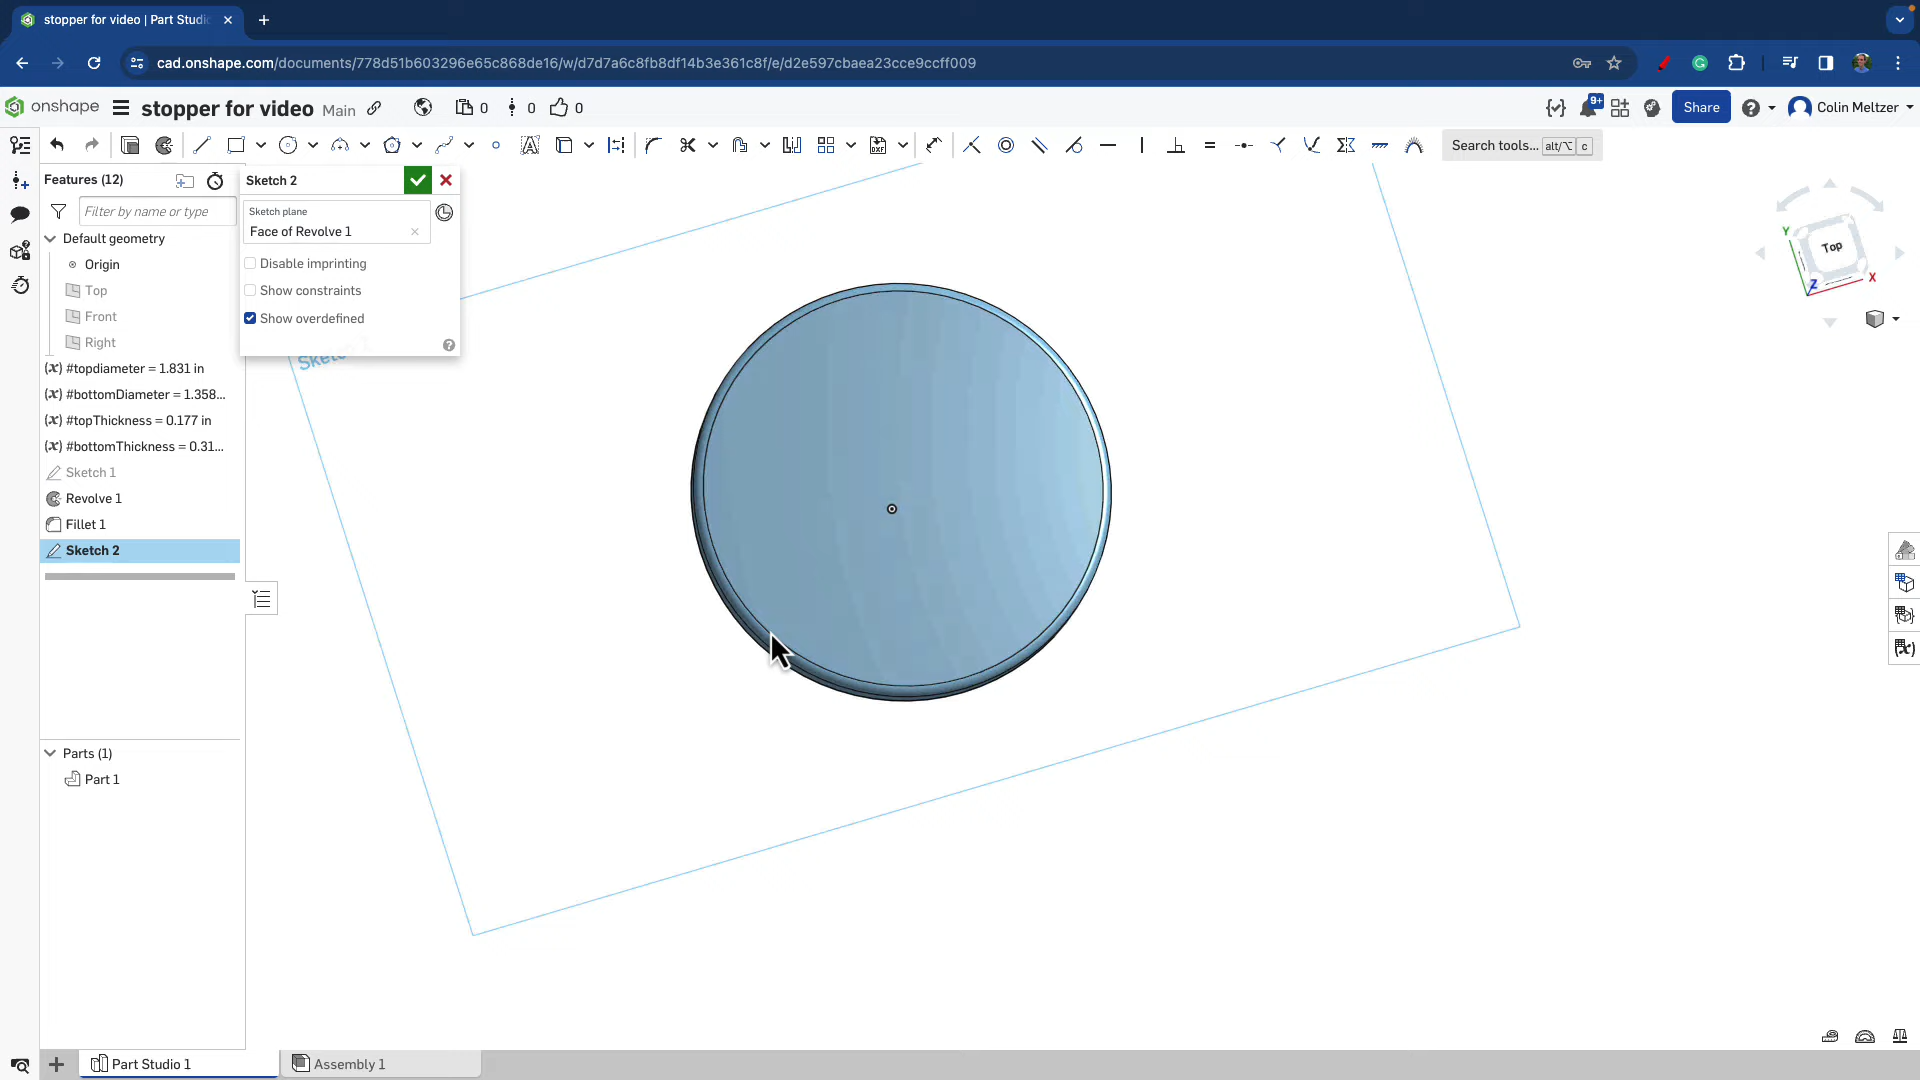 stopper for video | Part Studi
cad.onshape.com/documents/778d51b603296e65c868de16/w/d7d7a6c8fb8df14b3e361c8f/e/d2e597cbaea23cce9ccff009
onshape stopper for video Main 0 0 0 9+ Share Colin Meltzer
Search tools... alt/⌥ c
Features (12)
Filter by name or type
Default geometry
Origin
Top
Front
Right
(x) #topdiameter = 1.831 in
(x) #bottomDiameter = 1.358...
(x) #topThickness = 0.177 in
(x) #bottomThickness = 0.31...
Sketch 1
Revolve 1
Fillet 1
Sketch 2
Parts (1)
Part 1
Sketch 2
Sketch plane
Face of Revolve 1
Disable imprinting
Show constraints
Show overdefined
Y
Top
Z
X
(x)
Part Studio 1
Assembly 1